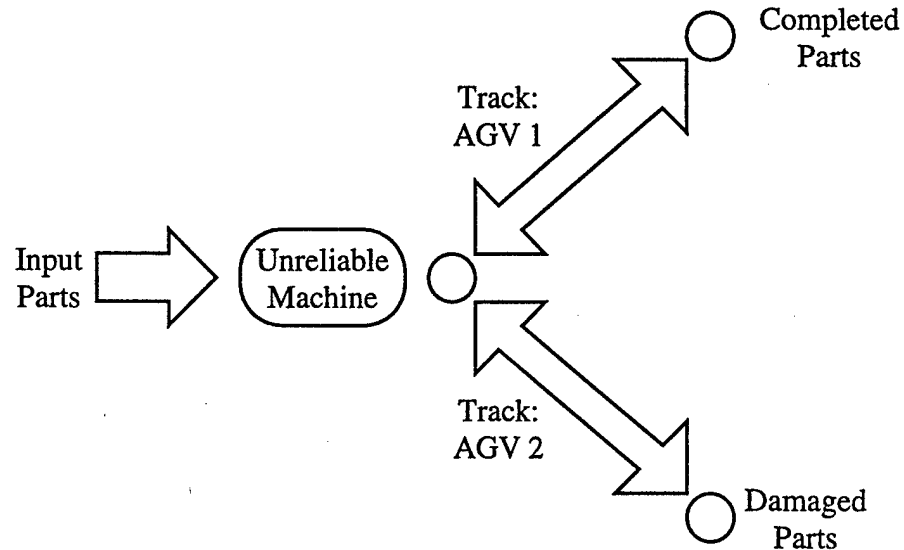 Completed
Parts
Track:
AGV 1
Input
Parts
Unreliable
Machine
Track:
AGV 2
Damaged
Parts